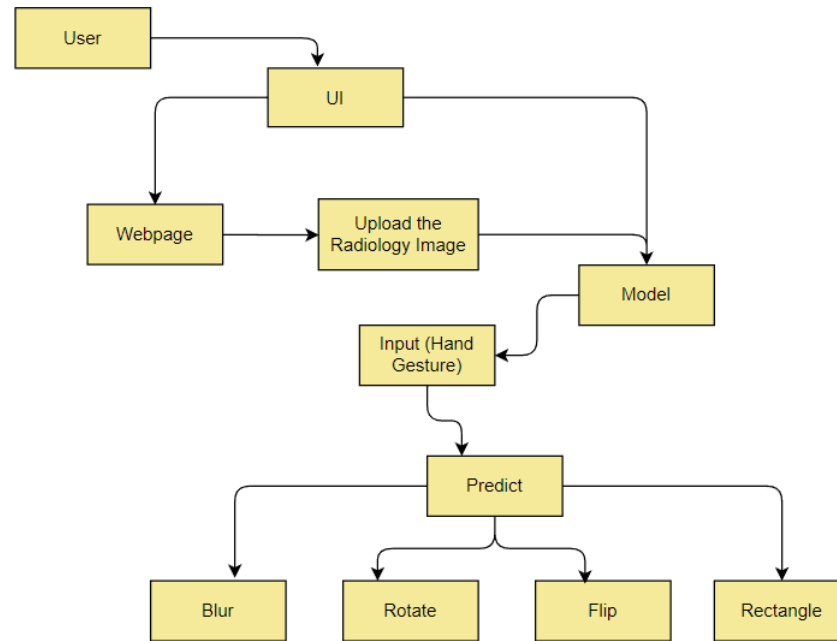 User
UI
Webpage
Upload the
Radiology Image
Model
Input (Hand
Gesture)
Predict
Blur
Rotate
Flip
Rectangle